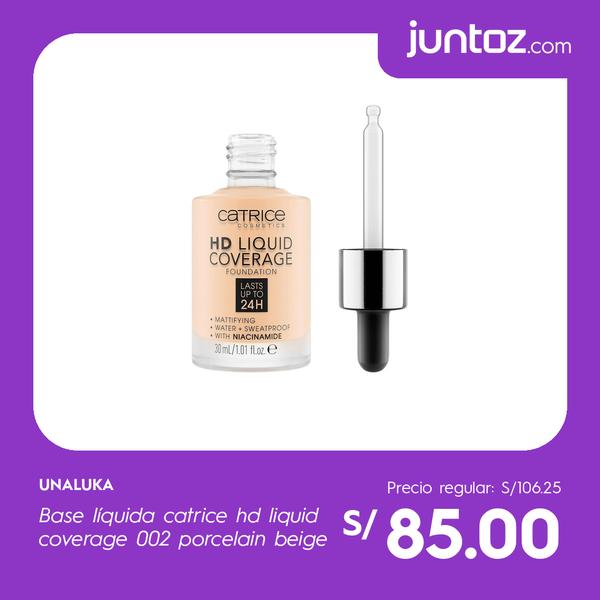 juntoz.com
CATRICE
COSMETICS
HD LIQUID
COVERAGE
FOUNDATION
LASTS
UP TO
24H
• MATTIFYING
• WATER + SWEATPROOF
• WITH NIACINAMIDE
30 mL/1.01 fl.oz. ℮
UNALUKA
Base líquida catrice hd liquid
coverage 002 porcelain beige
Precio regular: S/106.25
S/ 85.00